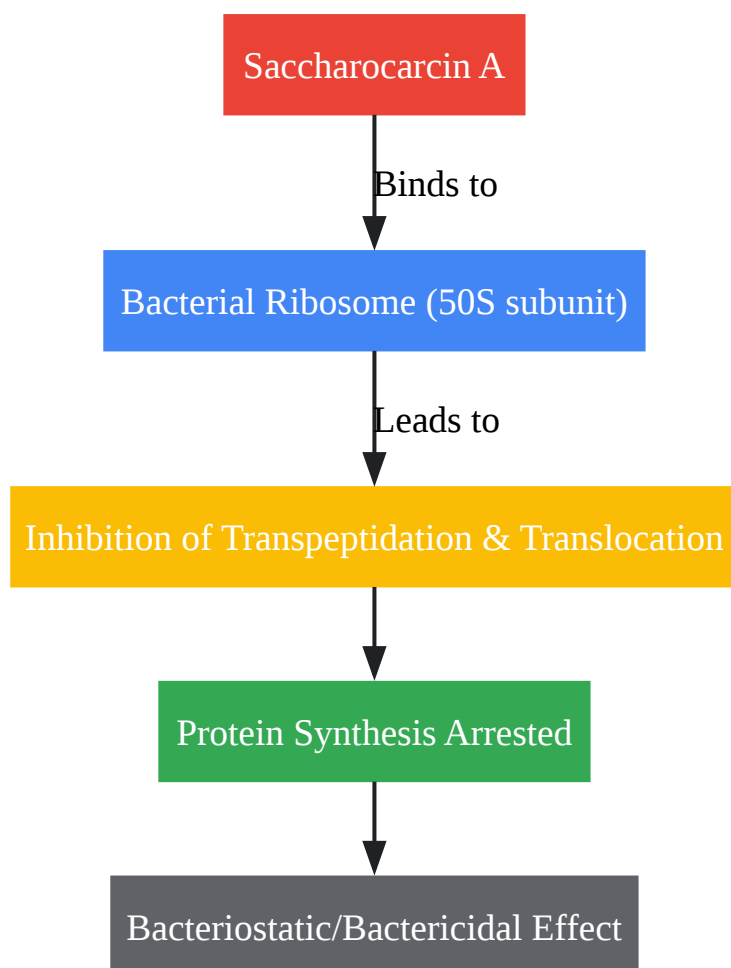 Saccharocarcin A
Binds to
Bacterial Ribosome (50S subunit)
Leads to
Inhibition of Transpeptidation & Translocation
Protein Synthesis Arrested
Bacteriostatic/Bactericidal Effect